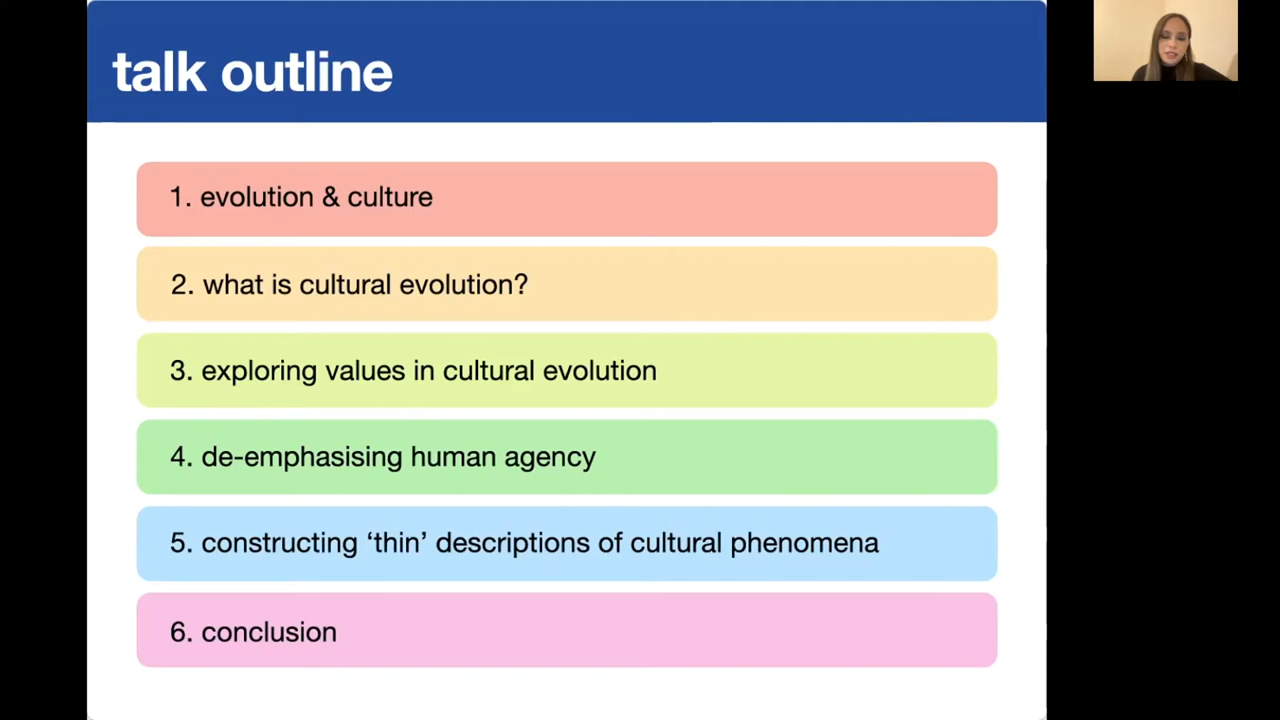 talk outline
1. evolution & culture
2. what is cultural evolution?
3. exploring values in cultural evolution
4. de-emphasising human agency
5. constructing ‘thin’ descriptions of cultural phenomena
6. conclusion